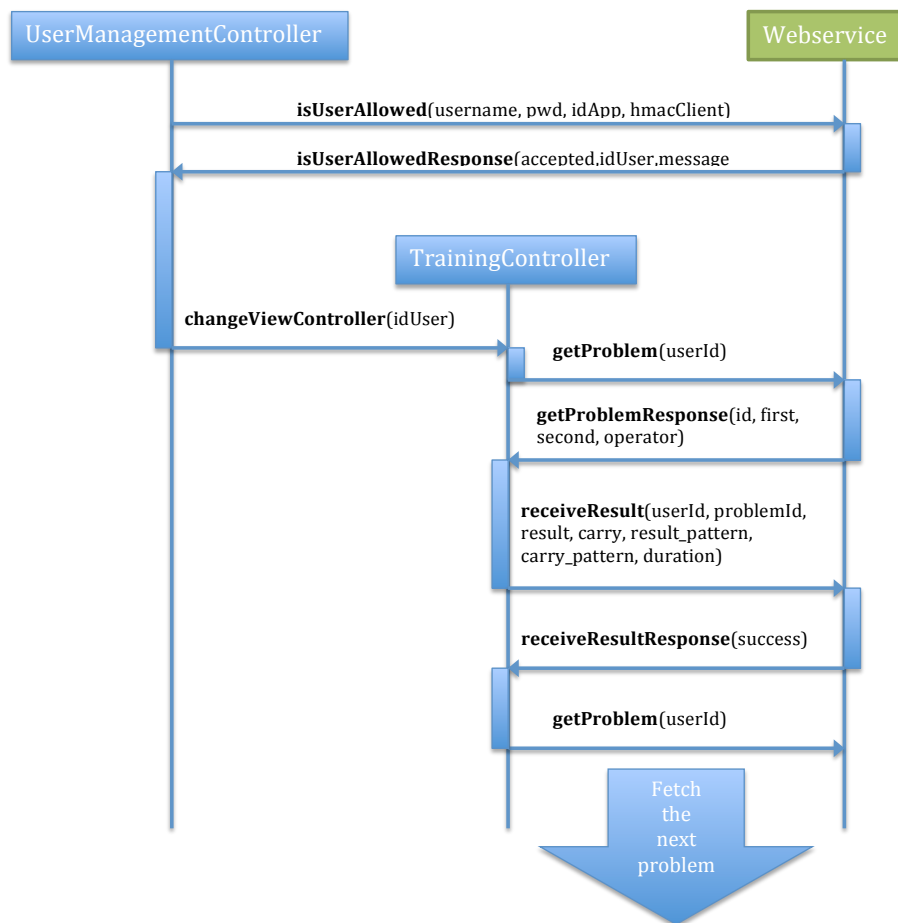 UserManagementController
Webservice
isUserAllowed(username, pwd, idApp, hmacClient)
isUserAllowedResponse(accepted,idUser,message
TrainingController
changeViewController(idUser)
getProblem(userId)
getProblemResponse(id, first,
second, operator)
receiveResult(userId, problemId,
result, carry, result_pattern,
carry_pattern, duration)
receiveResultResponse(success)
getProblem(userId)
Fetch
the
next
problem